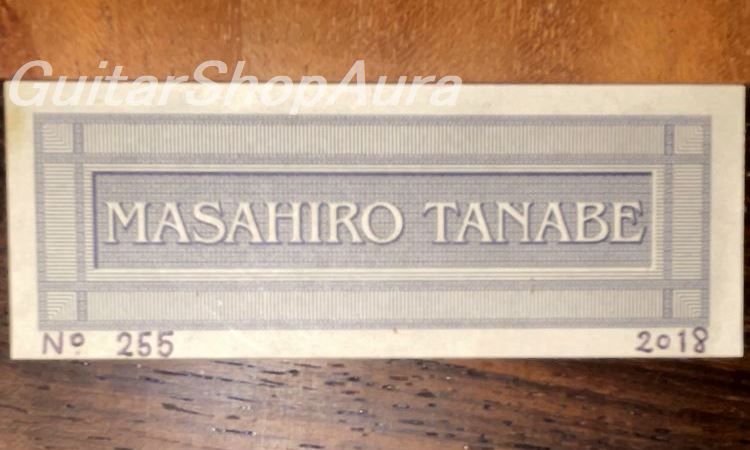 GuitarShopAura
MASAHIRO TANABE
Nº 255
2018